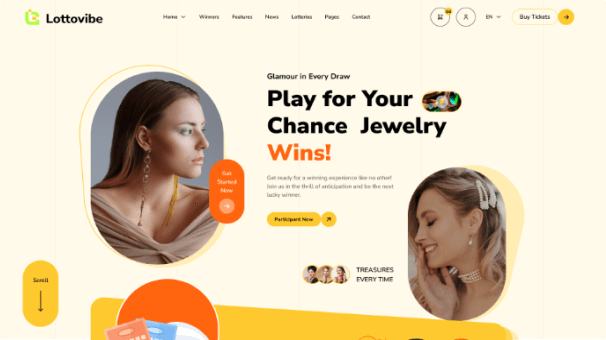 Lottovibe
Home Winners Features News Lotteries Pages Contact
EN
Buy Tickets
Glamour in Every Draw
Play for Your
Chance Jewelry
Wins!
Get
Started
Now
Get ready for a winning experience like no other!
Join us in the thrill of anticipation and be the next
lucky winner.
Participant Now
TREASURES
EVERY TIME
Scroll